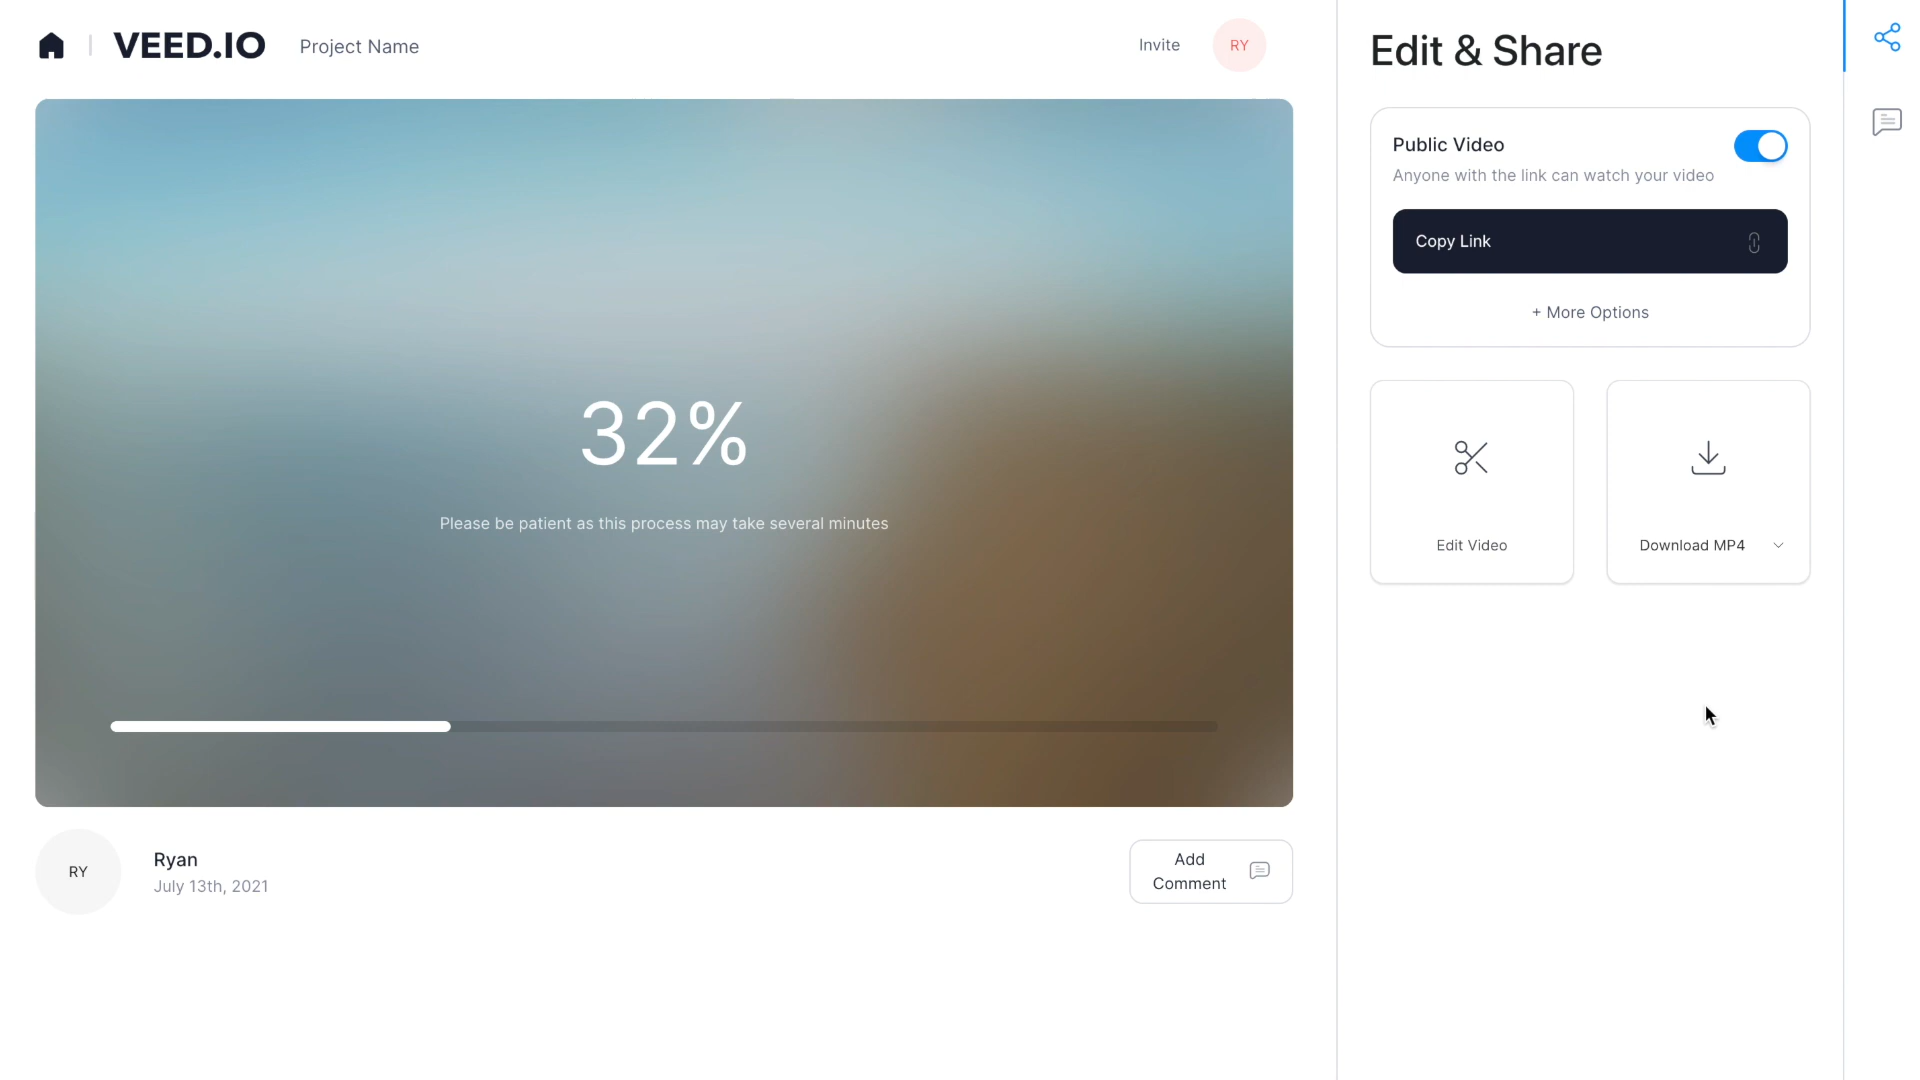 VEED.IO
Project Name
Invite
RY
32%
Please be patient as this process may take several minutes
RY
Ryan
July 13th, 2021
Add
Comment
Edit & Share
Public Video
Anyone with the link can watch your video
Copy Link
+ More Options
Edit Video
Download MP4